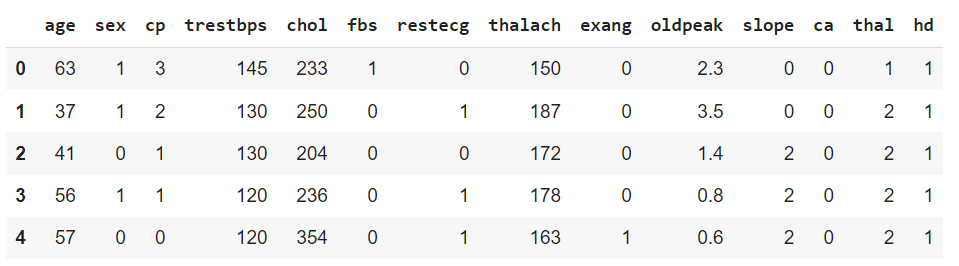 age sex cp trestbps chol fbs restecg thalach exang oldpeak slope ca thal hd
0 63 1 3 145 233 1 0 150 0 2.3 0 0 1 1
1 37 1 2 130 250 0 1 187 0 3.5 0 0 2 1
2 41 0 1 130 204 0 0 172 0 1.4 2 0 2 1
3 56 1 1 120 236 0 1 178 0 0.8 2 0 2 1
4 57 0 0 120 354 0 1 163 1 0.6 2 0 2 1